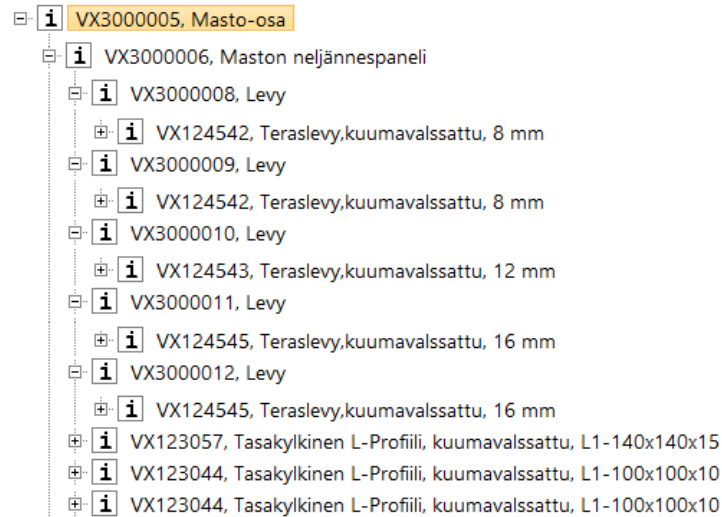 VX3000005, Masto-osa
VX3000006, Maston neljännespaneli
VX3000008, Levy
VX124542, Teraslevy,kuumavalssattu, 8 mm
VX3000009, Levy
VX124542, Teraslevy,kuumavalssattu, 8 mm
VX3000010, Levy
VX124543, Teraslevy,kuumavalssattu, 12 mm
VX3000011, Levy
VX124545, Teraslevy,kuumavalssattu, 16 mm
VX3000012, Levy
VX124545, Teraslevy,kuumavalssattu, 16 mm
VX123057, Tasakylkinen L-Profiili, kuumavalssattu, L1-140x140x15
VX123044, Tasakylkinen L-Profiili, kuumavalssattu, L1-100x100x10
VX123044, Tasakylkinen L-Profiili, kuumavalssattu, L1-100x100x10